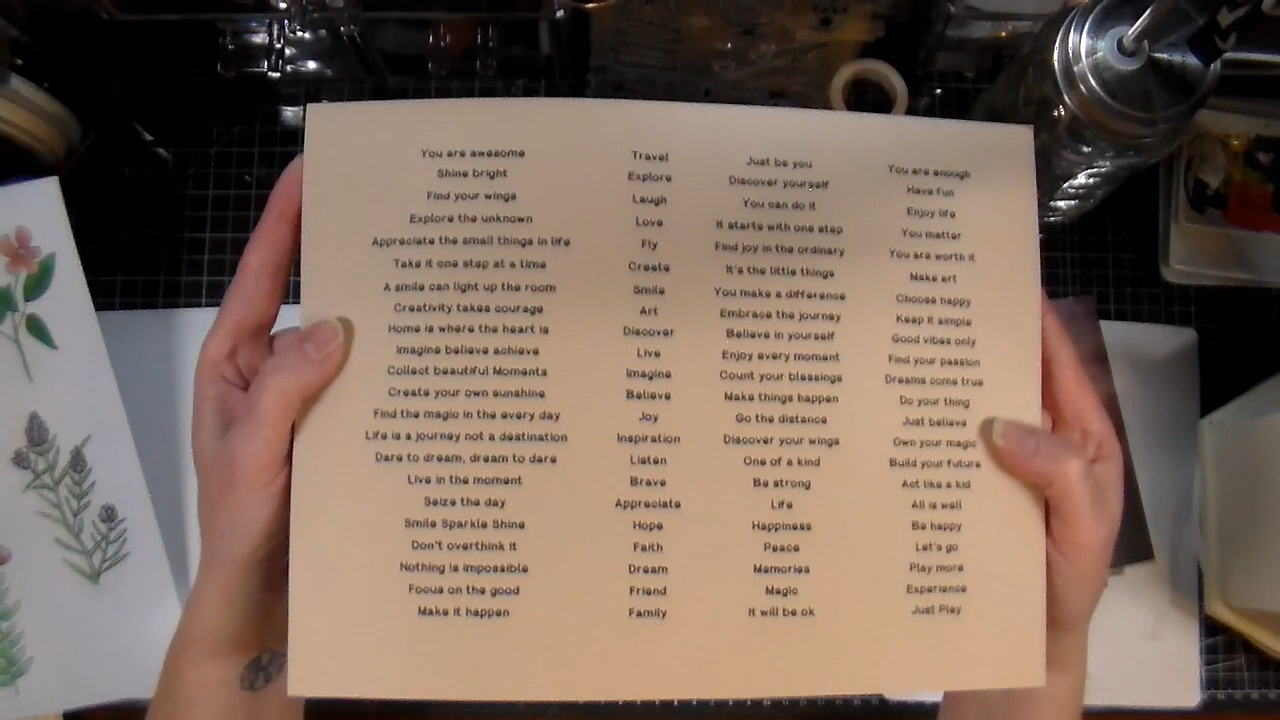 You are awesome
Shine bright
Find your wings
Explore the unknown
Appreciate the small things in life
Take it one step at a time
A smile can light up the room
Creativity takes courage
Home is where the heart is
Imagine believe achieve
Collect beautiful Moments
Create your own sunshine
Find the magic in the every day
Life is a journey not a destination
Dare to dream, dream to dare
Live in the moment
Seize the day
Smile Sparkle Shine
Don't overthink it
Nothing is impossible
Focus on the good
Make it happen
Travel
Explore
Laugh
Love
Fly
Create
Smile
Art
Discover
Live
Imagine
Believe
Joy
Inspiration
Listen
Brave
Appreciate
Hope
Faith
Dream
Friend
Family
Just be you
Discover yourself
You can do it
It starts with one step
Find joy in the ordinary
It's the little things
You make a difference
Embrace the journey
Believe in yourself
Enjoy every moment
Count your blessings
Make things happen
Go the distance
Discover your wings
One of a kind
Be strong
Life
Happiness
Peace
Memories
Magic
It will be ok
You are enough
Have fun
Enjoy life
You matter
You are worth it
Make art
Choose happy
Keep it simple
Good vibes only
Find your passion
Dreams come true
Do your thing
Just believe
Own your magic
Build your future
Act like a kid
All is well
Be happy
Let's go
Play more
Experience
Just Play